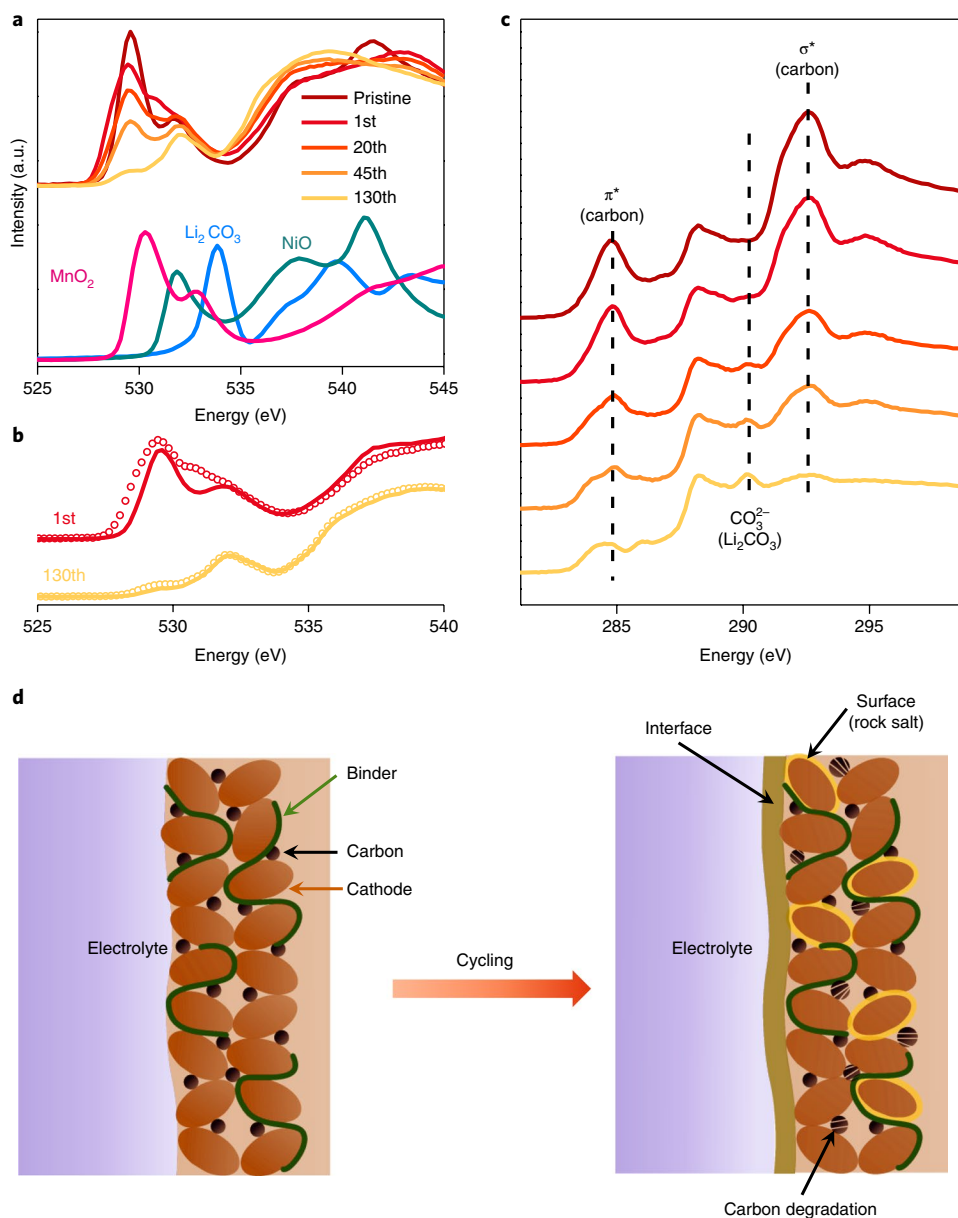 a
Intensity (a.u.)
Pristine
1st
20th
45th
130th
Li₂CO₃
NiO
MnO₂
525 530 535 540 545
Energy (eV)
b
1st
130th
525 530 535 540
Energy (eV)
c
σ*
(carbon)
π*
(carbon)
CO₃²⁻
(Li₂CO₃)
285 290 295
Energy (eV)
d
Binder
Carbon
Cathode
Electrolyte
Cycling
Interface
Surface
(rock salt)
Electrolyte
Carbon degradation